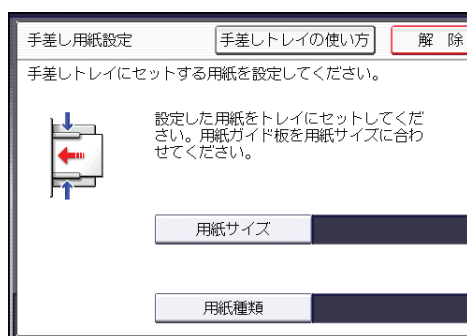 手差し用紙設定
手差しトレイの使い方
解 除
手差しトレイにセットする用紙を設定してください。
設定した用紙をトレイにセットしてくだ
さい。用紙ガイド板を用紙サイズに合わ
せてください。
用紙サイズ
用紙種類